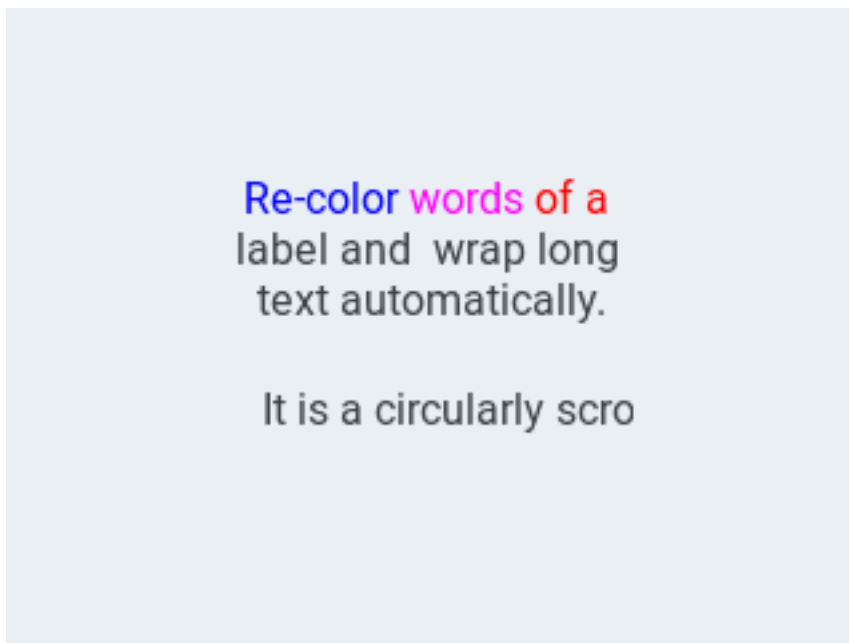 Re-color words of a
label and  wrap long
text automatically.
It is a circularly scro